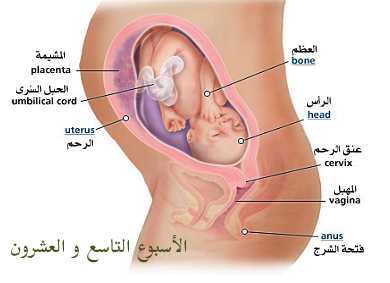 المشيمة
placenta
الحبل السرى
umbilical cord
uterus
الرحم
العظم
bone
الرأس
head
عنق الرحم
cervix
المهبل
vagina
anus
فتحة الشرج
الأسبوع التاسع و العشرون